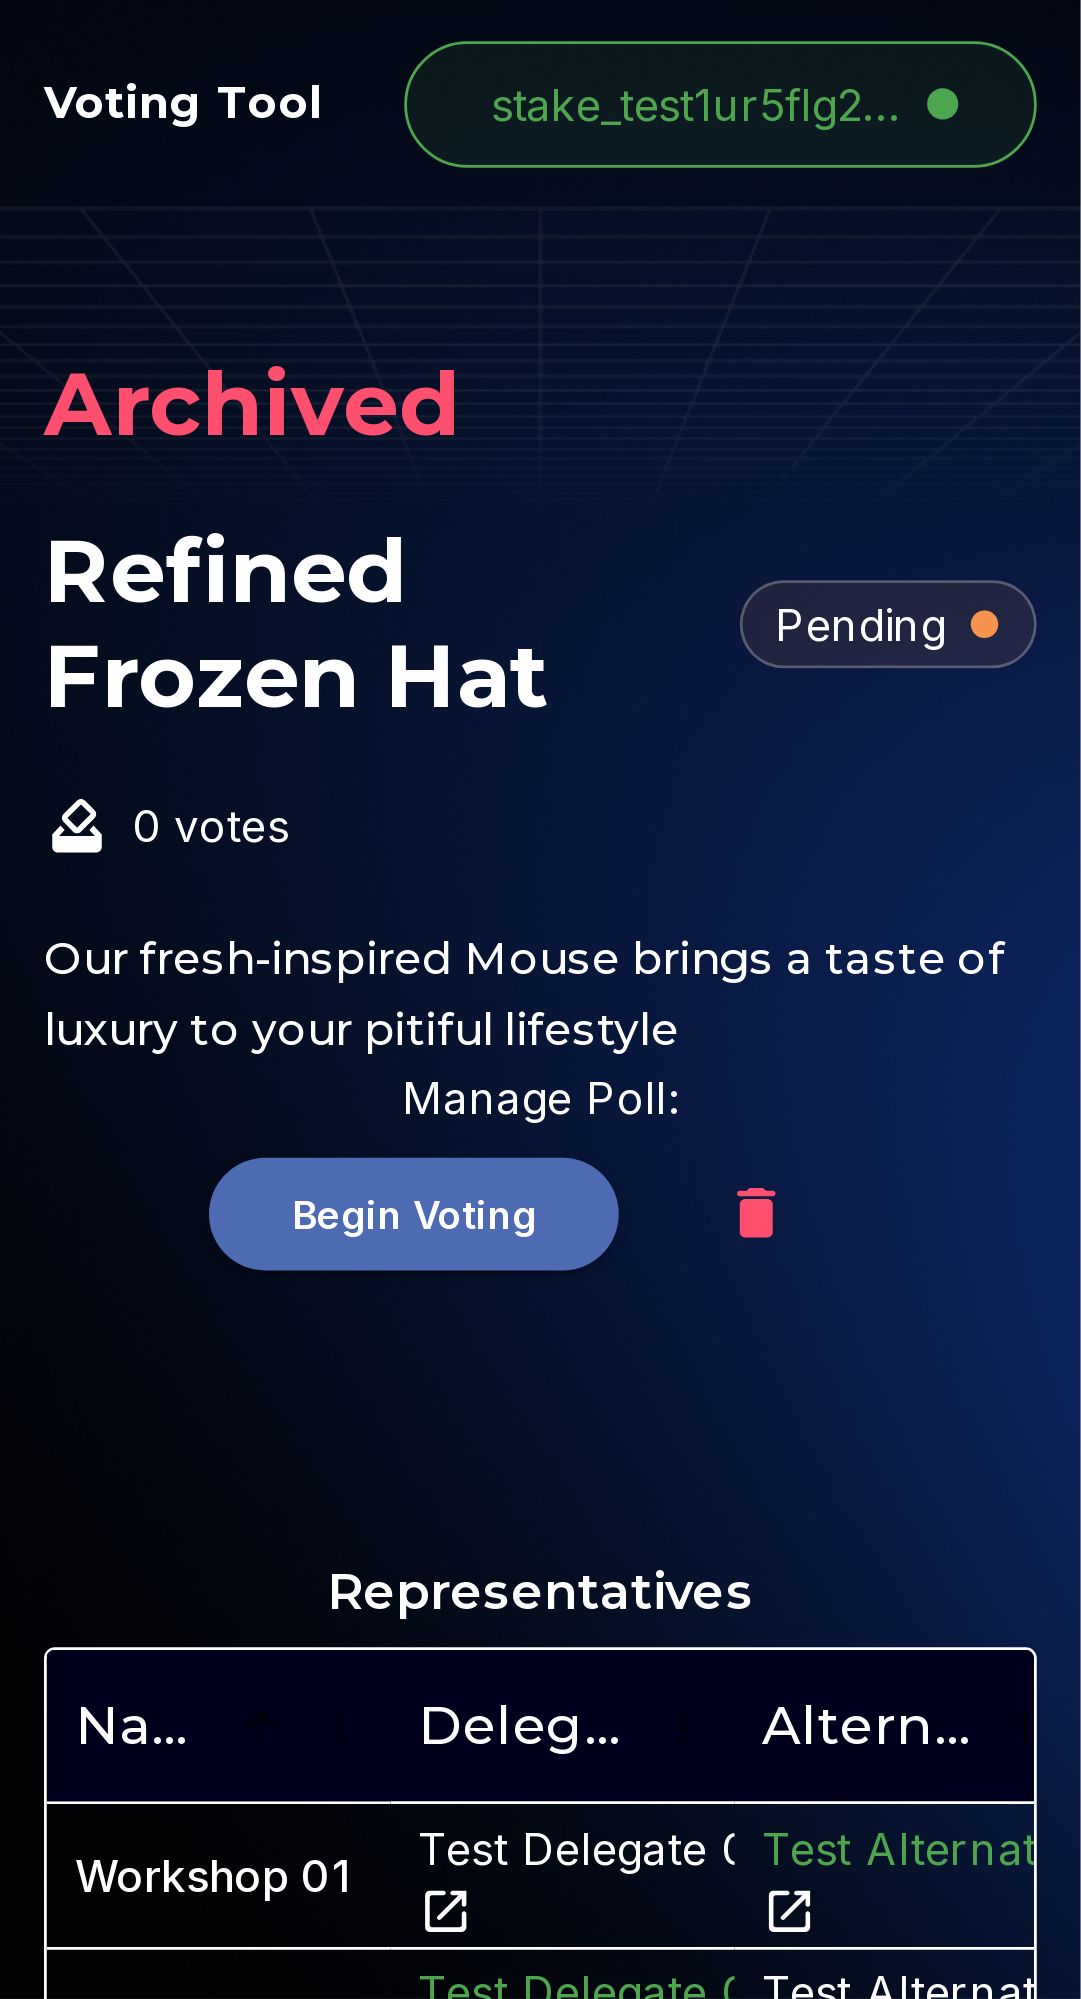 Voting Tool
stake_test1ur5flg2...
Archived
Refined
Frozen Hat
Pending
0 votes
Our fresh-inspired Mouse brings a taste of
luxury to your pitiful lifestyle
Manage Poll:
Begin Voting
Representatives
Na... Deleg... Altern...
Workshop 01
Test Delegate
Test Alternat
Test Delegate
Test Alternat